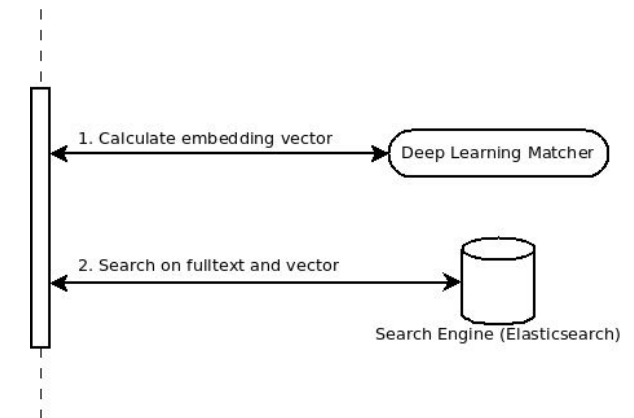 1. Calculate embedding vector
Deep Learning Matcher
2. Search on fulltext and vector
Search Engine (Elasticsearch)